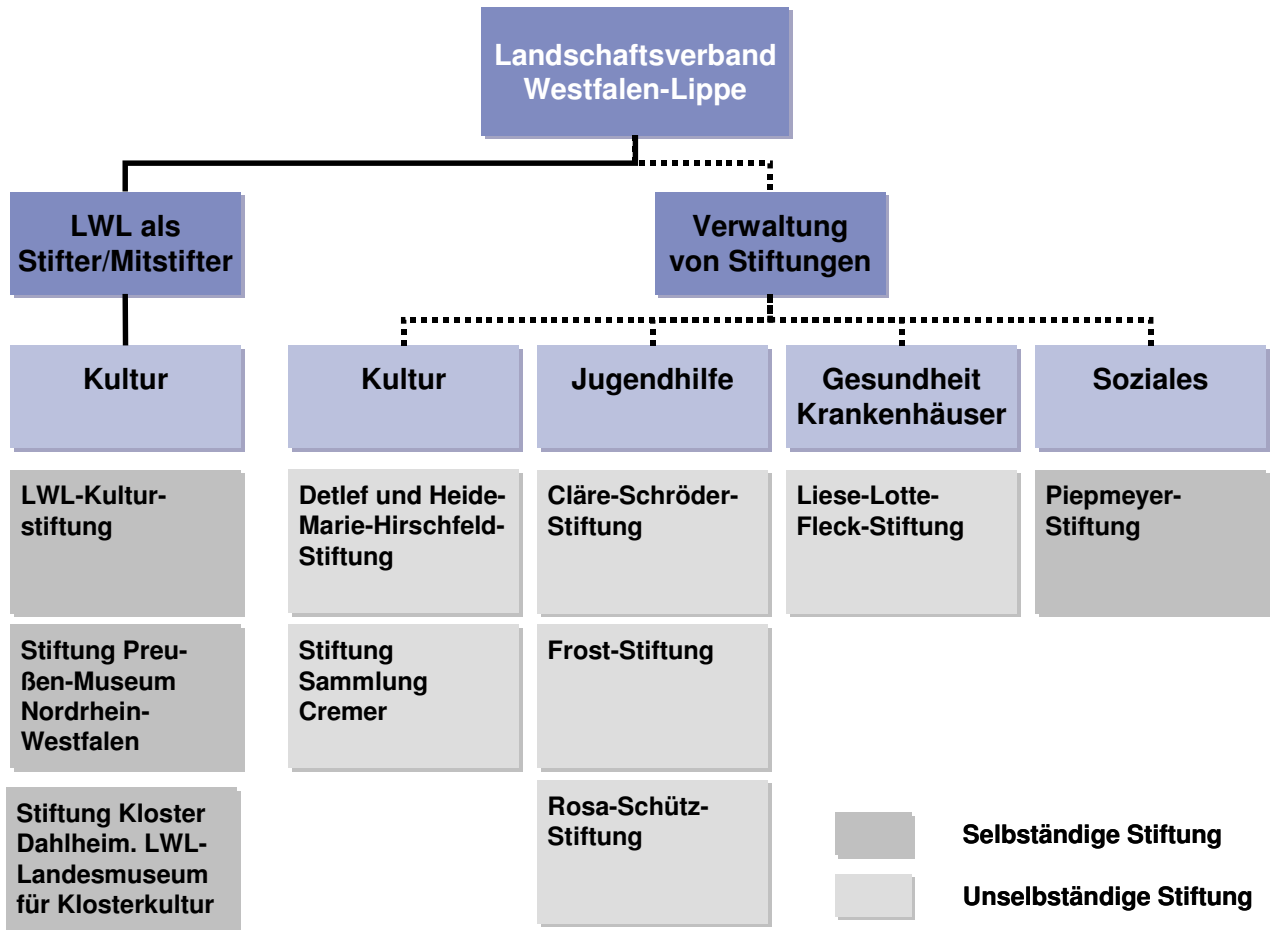 Landschaftsverband
Westfalen-Lippe
LWL als
Stifter/Mitstifter
Verwaltung
von Stiftungen
Kultur
Kultur
Jugendhilfe
Gesundheit
Krankenhäuser
Soziales
LWL-Kultur-
stiftung
Detlef und Heide-
Marie-Hirschfeld-
Stiftung
Cläre-Schröder-
Stiftung
Liese-Lotte-
Fleck-Stiftung
Piepmeyer-
Stiftung
Stiftung Preu-
ßen-Museum
Nordrhein-
Westfalen
Stiftung
Sammlung
Cremer
Frost-Stiftung
Stiftung Kloster
Dahlheim. LWL-
Landesmuseum
für Klosterkultur
Rosa-Schütz-
Stiftung
Selbständige Stiftung
Unselbständige Stiftung